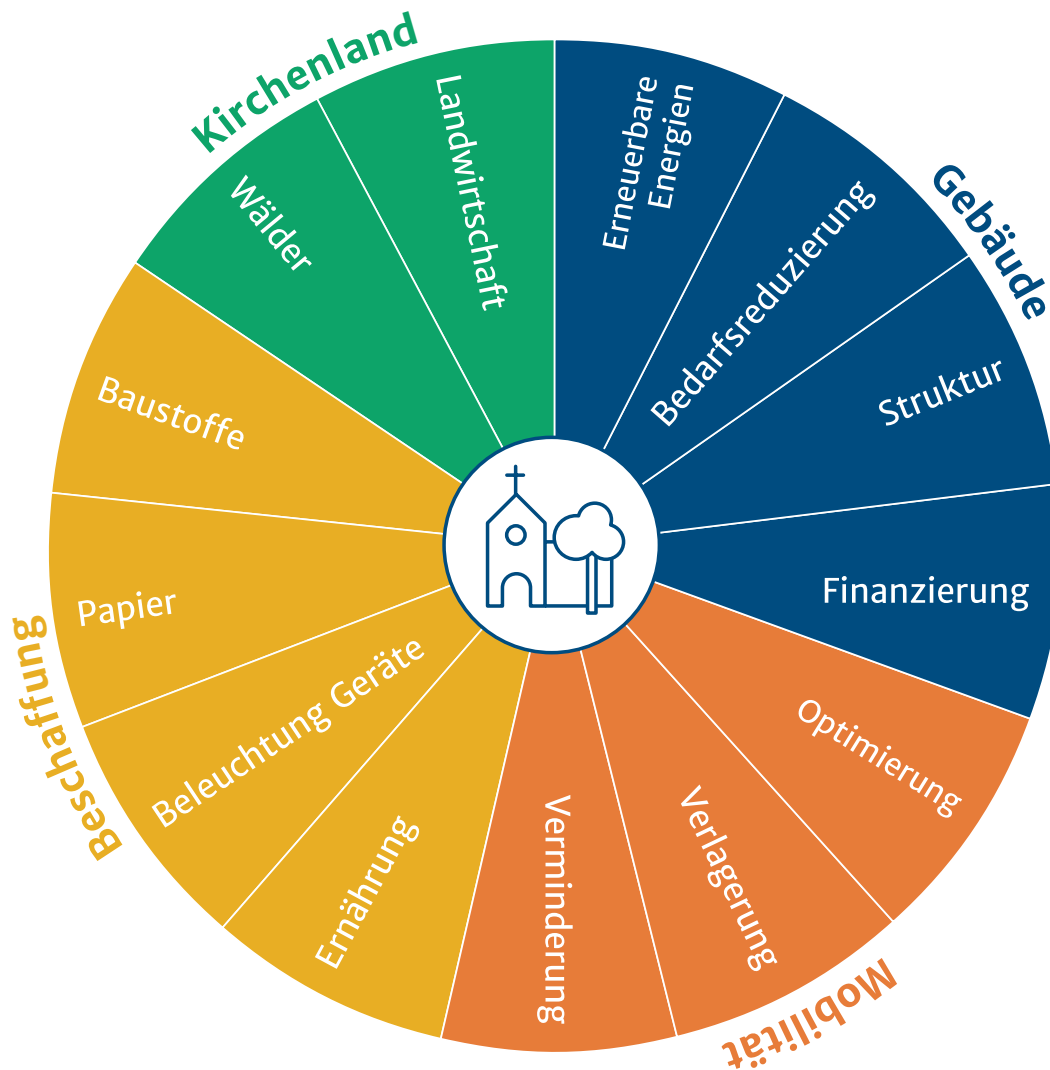 Kirchenland
Landwirtschaft
Wälder
Gebäude
Erneuerbare
Energien
Bedarfsreduzierung
Struktur
Finanzierung
Mobilität
Optimierung
Verlagerung
Verminderung
Beschaffung
Ernährung
Beleuchtung Geräte
Papier
Baustoffe